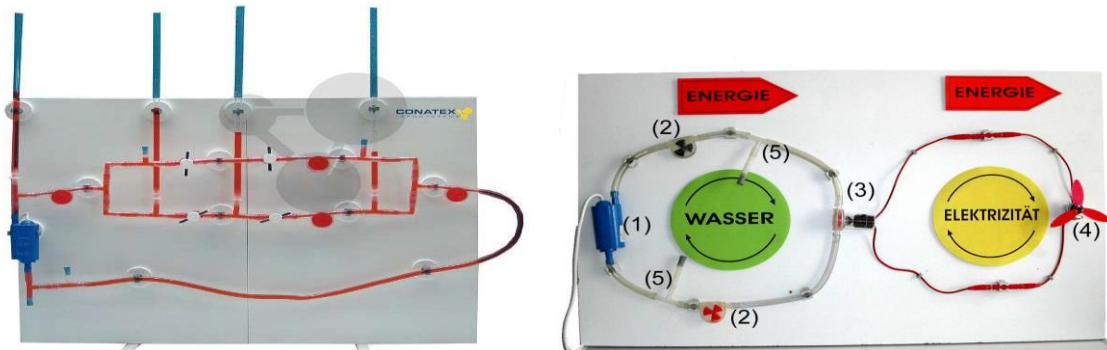 CONATEX
ENERGIE
ENERGIE
(2)
(5)
(3)
(1)
WASSER
ELEKTRIZITÄT
(4)
(5)
(2)